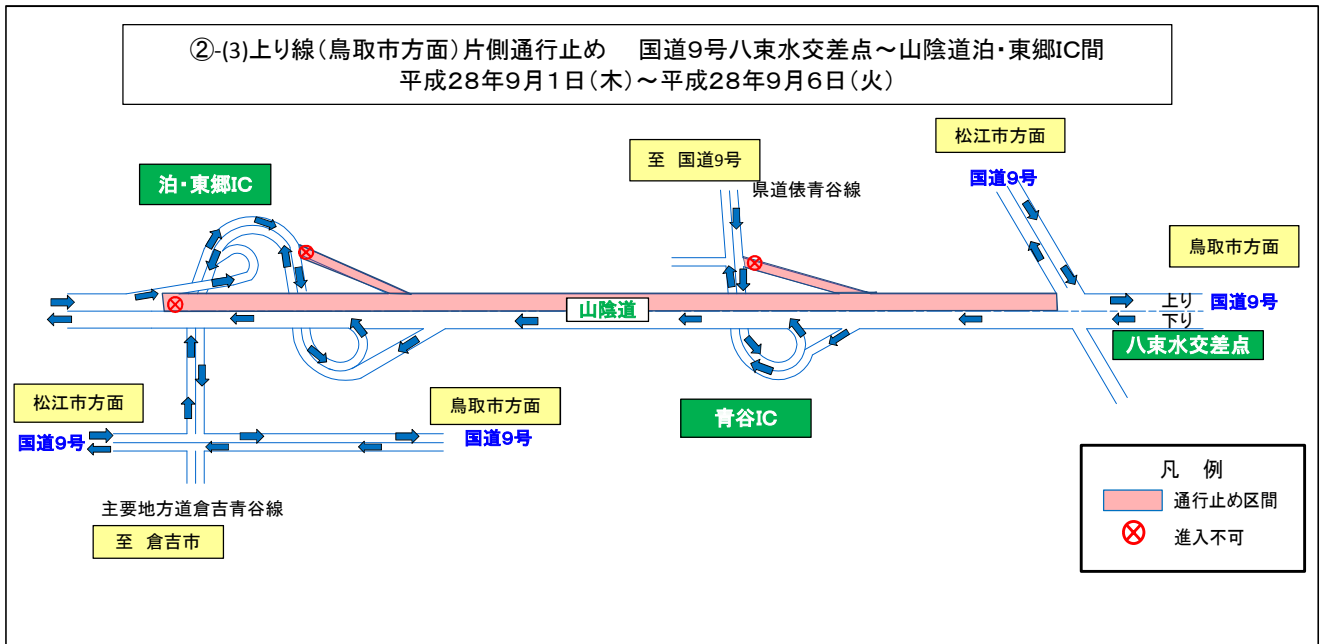 ②-(3)上り線(鳥取市方面)片側通行止め 国道9号八束水交差点~山陰道泊・東郷IC間
平成28年9月1日(木)~平成28年9月6日(火)
松江市方面
至 国道9号
国道9号
泊・東郷IC
県道俵青谷線
鳥取市方面
上り
国道9号
山陰道
下り
八束水交差点
松江市方面
鳥取市方面
青谷IC
国道9号
国道9号
凡 例
通行止め区間
主要地方道倉吉青谷線
進入不可
至 倉吉市